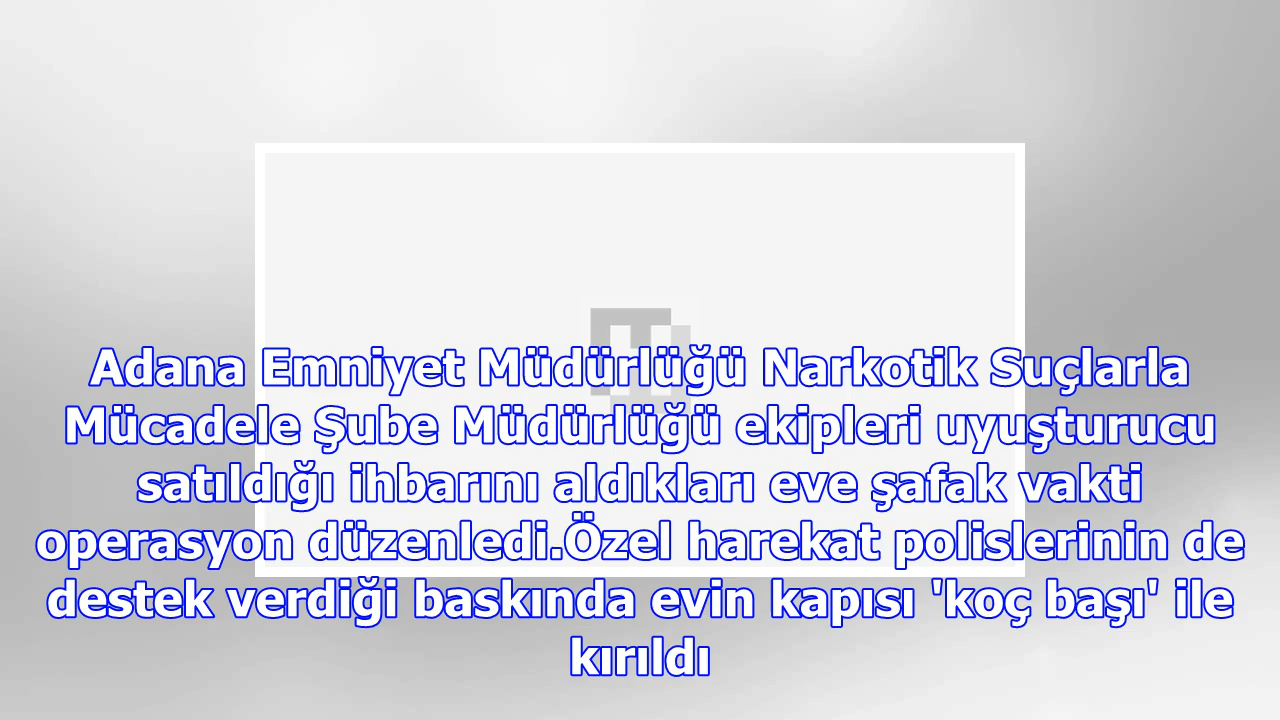 Adana Emniyet Müdürlüğü Narkotik Suçlarla
Mücadele Şube Müdürlüğü ekipleri uyuşturucu
satıldığı ihbarını aldıkları eve şafak vakti
operasyon düzenledi.Özel harekat polislerinin de
destek verdiği baskında evin kapısı 'koç başı' ile
kırıldı